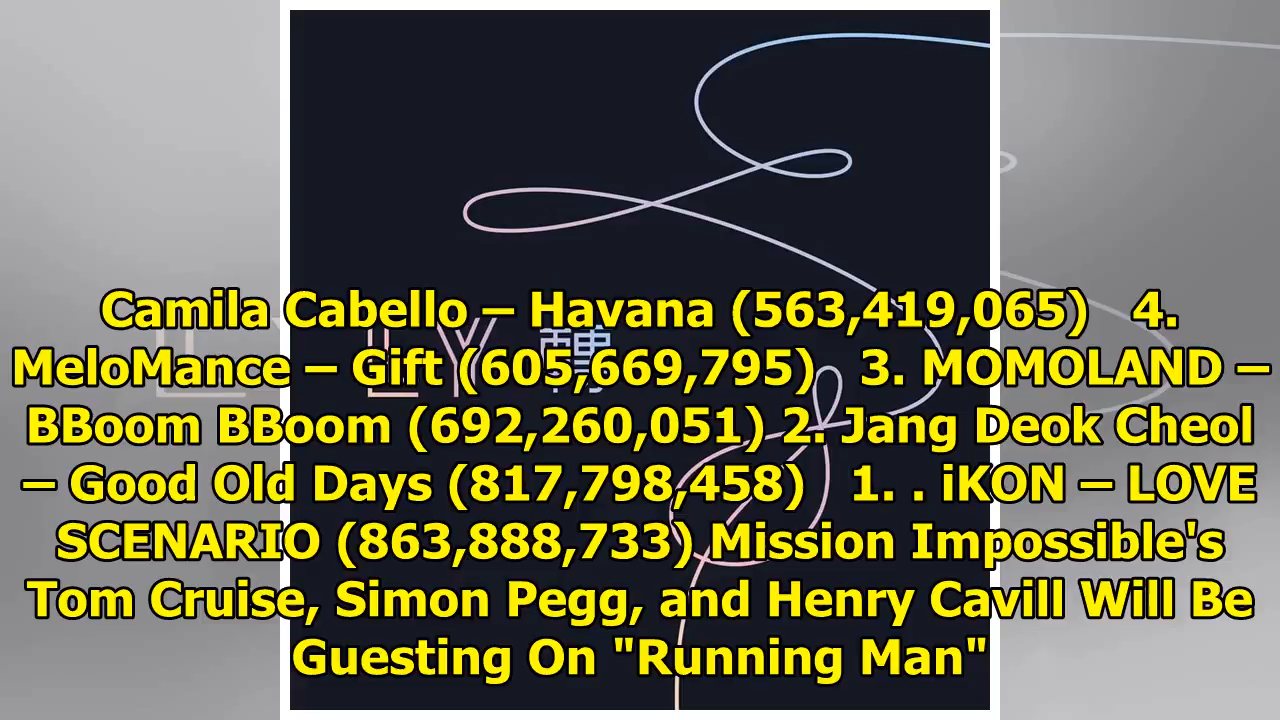 Camila Cabello – Havana (563,419,065) 4.
MeloMance – Gift (605,669,795) 3. MOMOLAND –
BBoom BBoom (692,260,051) 2. Jang Deok Cheol
– Good Old Days (817,798,458) 1. . iKON – LOVE
SCENARIO (863,888,733) Mission Impossible's
Tom Cruise, Simon Pegg, and Henry Cavill Will Be
Guesting On "Running Man"
LY 轉